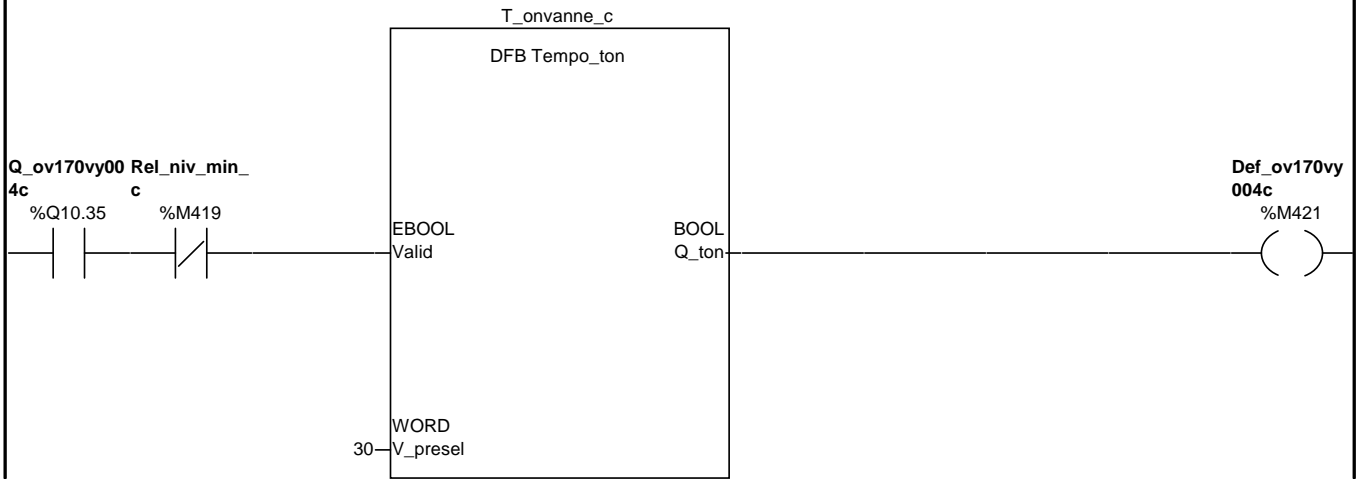 T_onvanne_c
DFB Tempo_ton
Q_ov170vy00 Rel_niv_min_
4c c
%Q10.35 %M419
Def_ov170vy
004c
%M421
EBOOL BOOL
Valid Q_ton
WORD
30 V_presel